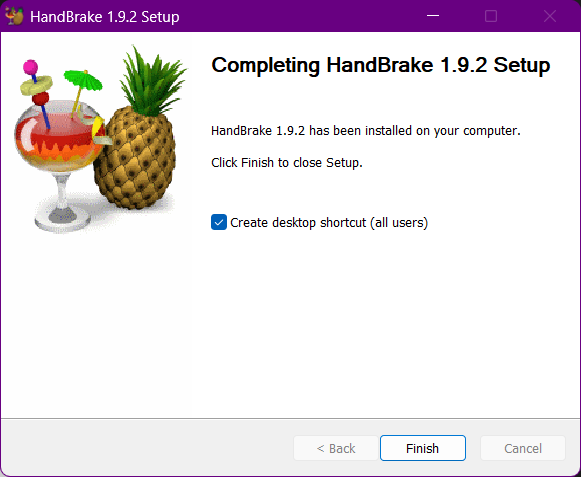 HandBrake 1.9.2 Setup
Completing HandBrake 1.9.2 Setup
HandBrake 1.9.2 has been installed on your computer.
Click Finish to close Setup.
Create desktop shortcut (all users)
< Back
Finish
Cancel